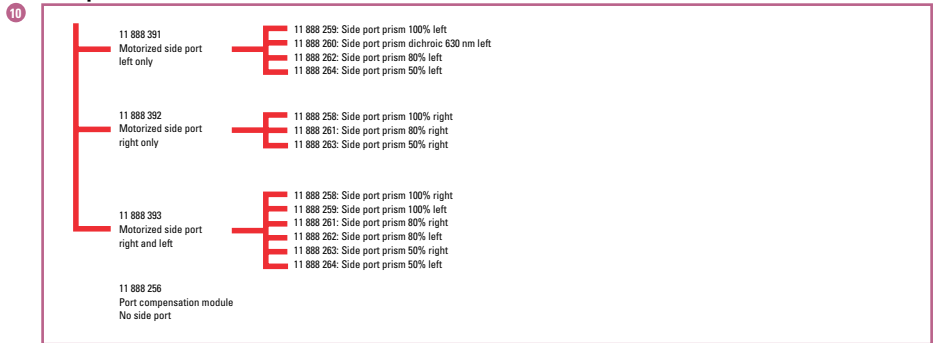 10
11 888 391
Motorized side port
left only
11 888 259: Side port prism 100% left
11 888 260: Side port prism dichroic 630 nm left
11 888 262: Side port prism 80% left
11 888 264: Side port prism 50% left
11 888 392
Motorized side port
right only
11 888 258: Side port prism 100% right
11 888 261: Side port prism 80% right
11 888 263: Side port prism 50% right
11 888 393
Motorized side port
right and left
11 888 258: Side port prism 100% right
11 888 259: Side port prism 100% left
11 888 261: Side port prism 80% right
11 888 262: Side port prism 80% left
11 888 263: Side port prism 50% right
11 888 264: Side port prism 50% left
11 888 256
Port compensation module
No side port